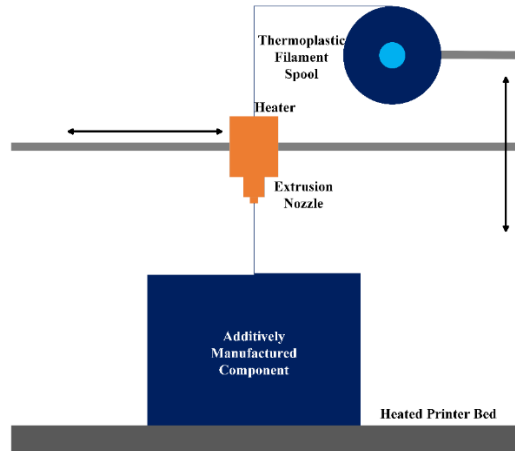 Thermoplastic
Filament
Spool
Heater
Extrusion
Nozzle
Additively
Manufactured
Component
Heated Printer Bed